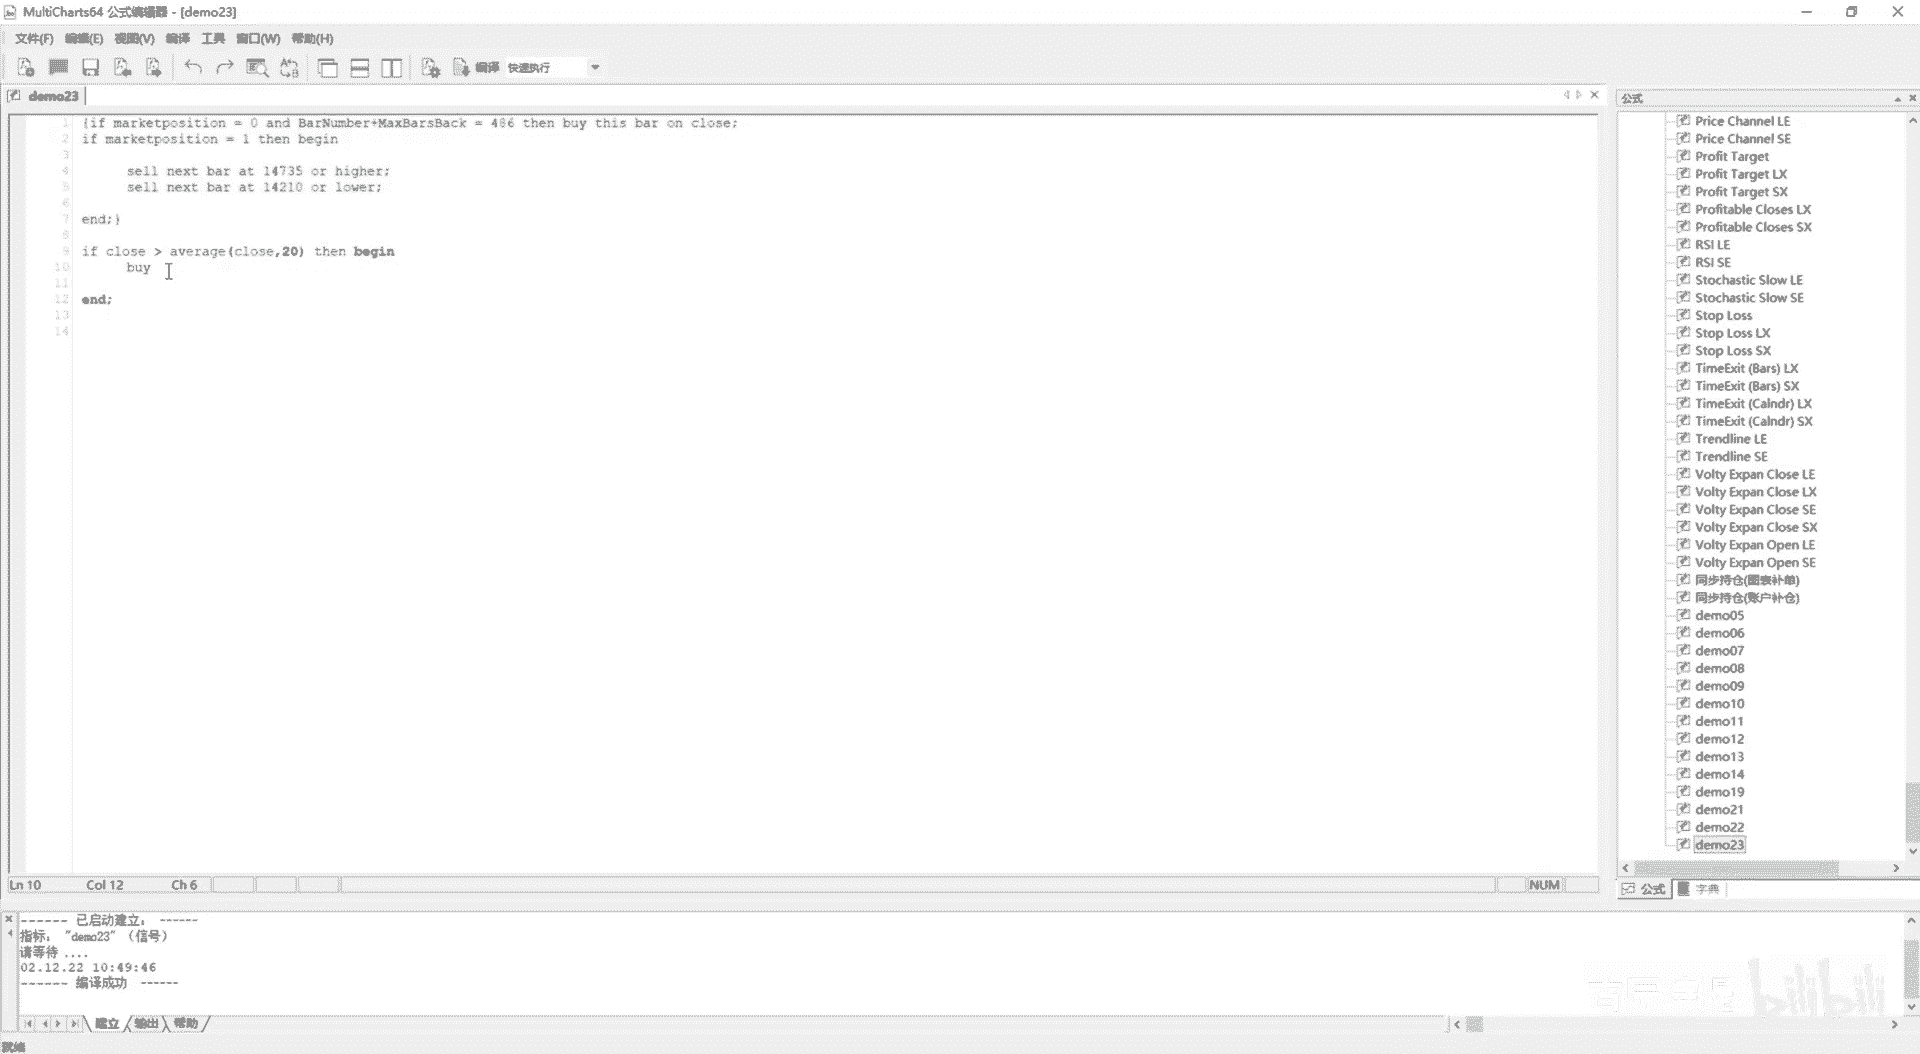 MultiCharts64 公式编辑器 - [demo23]
文件(F) 编辑(E) 视图(V) 编译 工具 窗口(W) 帮助(H)
编译 快速执行
demo23
公式
1 {if marketposition = 0 and BarNumber+MaxBarsBack = 486 then buy this bar on close;
2 if marketposition = 1 then begin
3
4 sell next bar at 14735 or higher;
5 sell next bar at 14210 or lower;
6
7 end;}
8
9 if close > average(close,20) then begin
10 buy
11
12 end;
13
14
Price Channel LE
Price Channel SE
Profit Target
Profit Target LX
Profit Target SX
Profitable Closes LX
Profitable Closes SX
RSI LE
RSI SE
Stochastic Slow LE
Stochastic Slow SE
Stop Loss
Stop Loss LX
Stop Loss SX
TimeExit (Bars) LX
TimeExit (Bars) SX
TimeExit (Calndr) LX
TimeExit (Calndr) SX
Trendline LE
Trendline SE
Volty Expan Close LE
Volty Expan Close LX
Volty Expan Close SE
Volty Expan Close SX
Volty Expan Open LE
Volty Expan Open SE
同步持仓(图表补单)
同步持仓(账户补仓)
demo05
demo06
demo07
demo08
demo09
demo10
demo11
demo12
demo13
demo14
demo19
demo21
demo22
demo23
公式 字典
Ln 10 Col 12 Ch 6 NUM
------ 已启动建立: ------
指标: "demo23" (信号)
请等待 ....
02.12.22 10:49:46
------ 编译成功 ------
建立 输出 帮助
bilibili
就绪